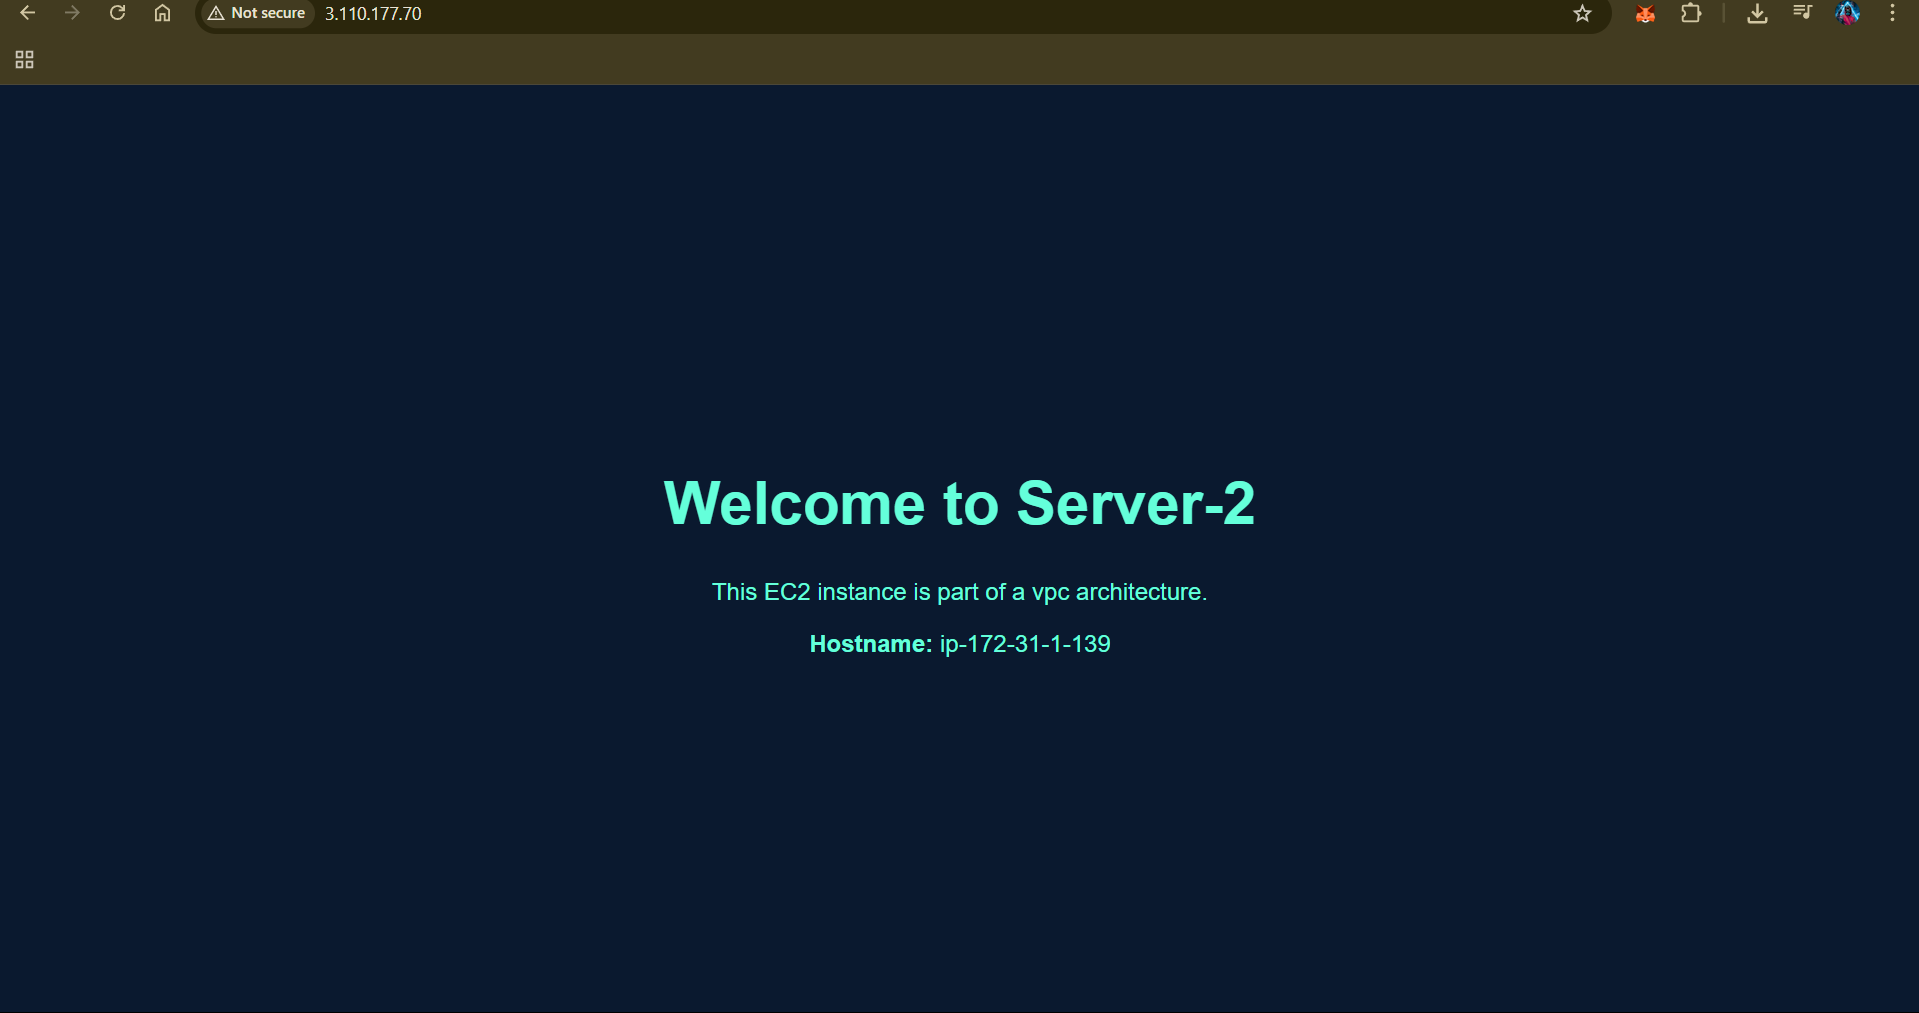 Not secure 3.110.177.70
Welcome to Server-2
This EC2 instance is part of a vpc architecture.
Hostname: ip-172-31-1-139